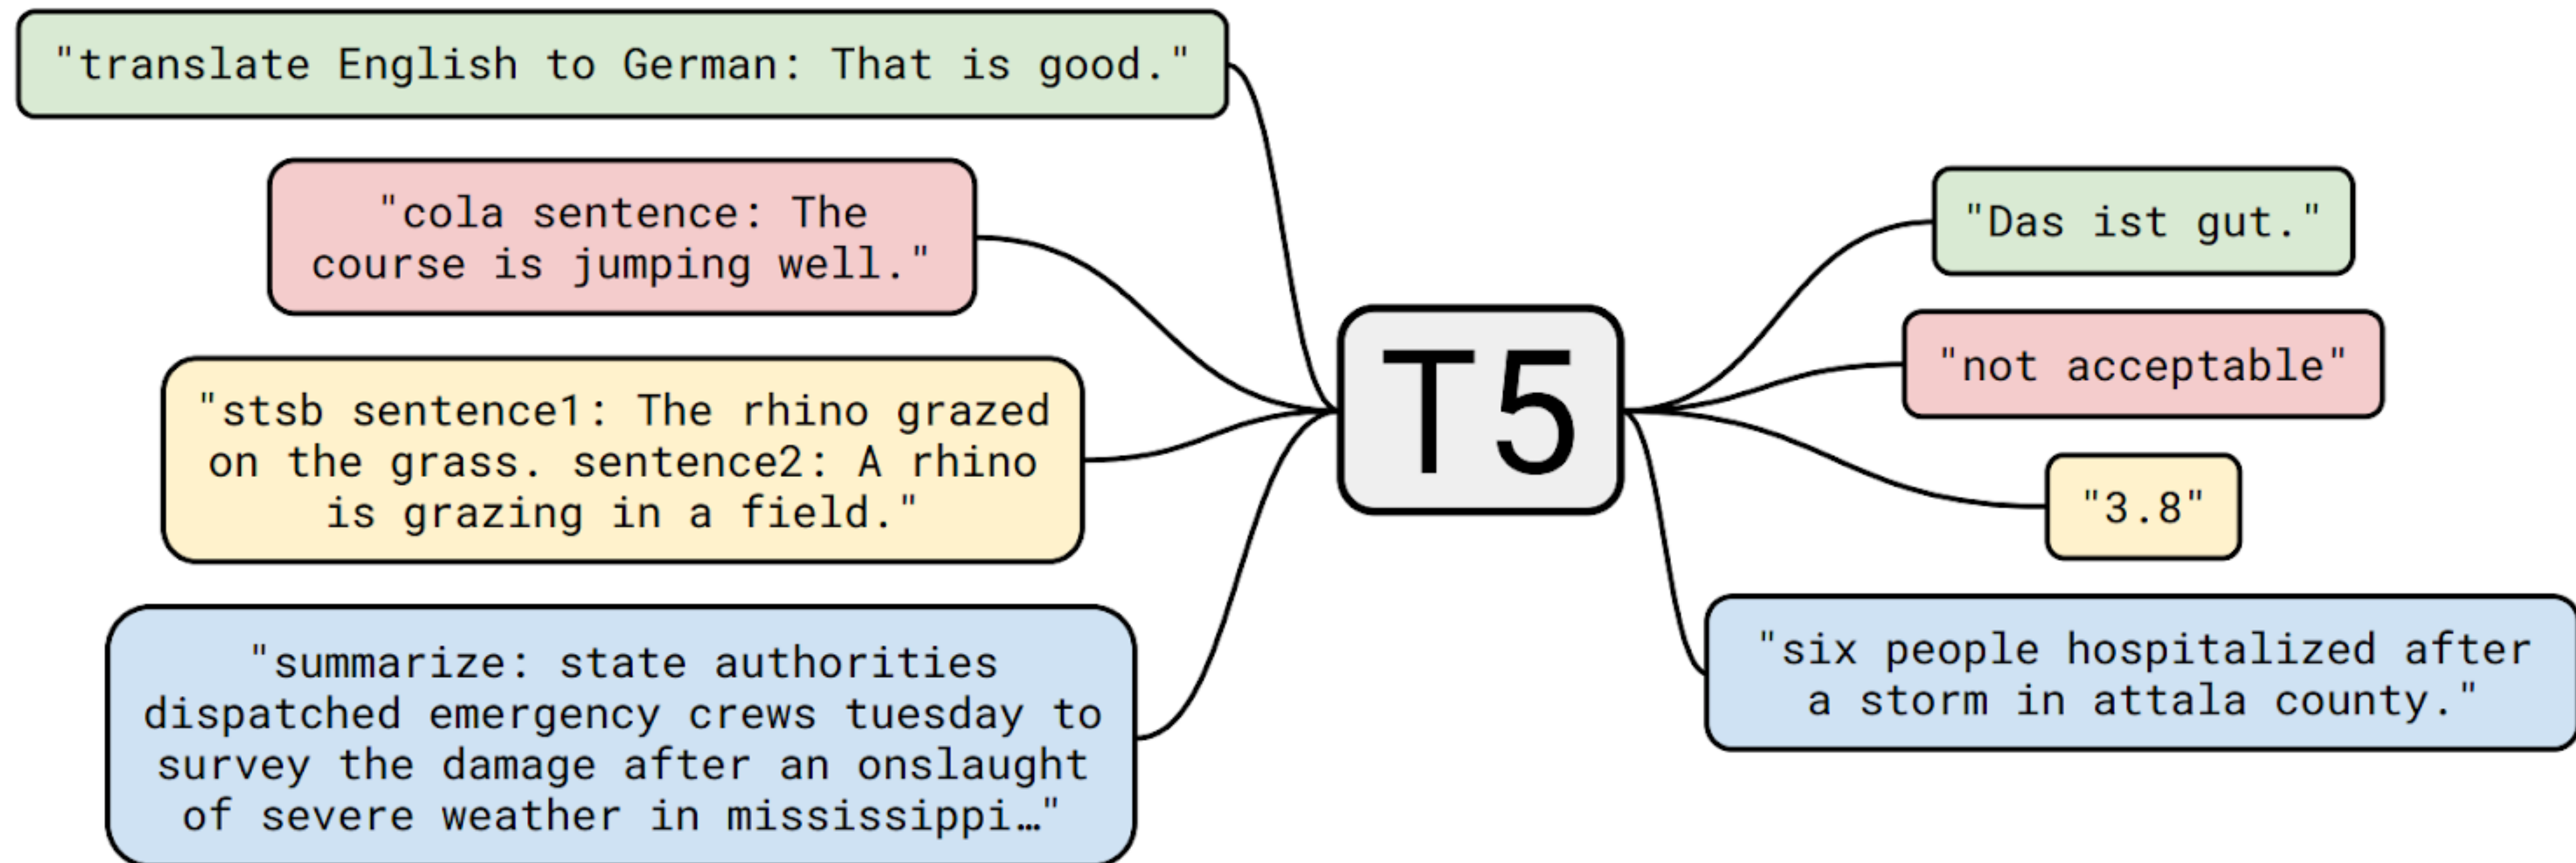 "translate English to German: That is good."
"cola sentence: The
course is jumping well."
"stsb sentence1: The rhino grazed
on the grass. sentence2: A rhino
is grazing in a field."
"summarize: state authorities
dispatched emergency crews tuesday to
survey the damage after an onslaught
of severe weather in mississippi…"
T5
"Das ist gut."
"not acceptable"
"3.8"
"six people hospitalized after
a storm in attala county."